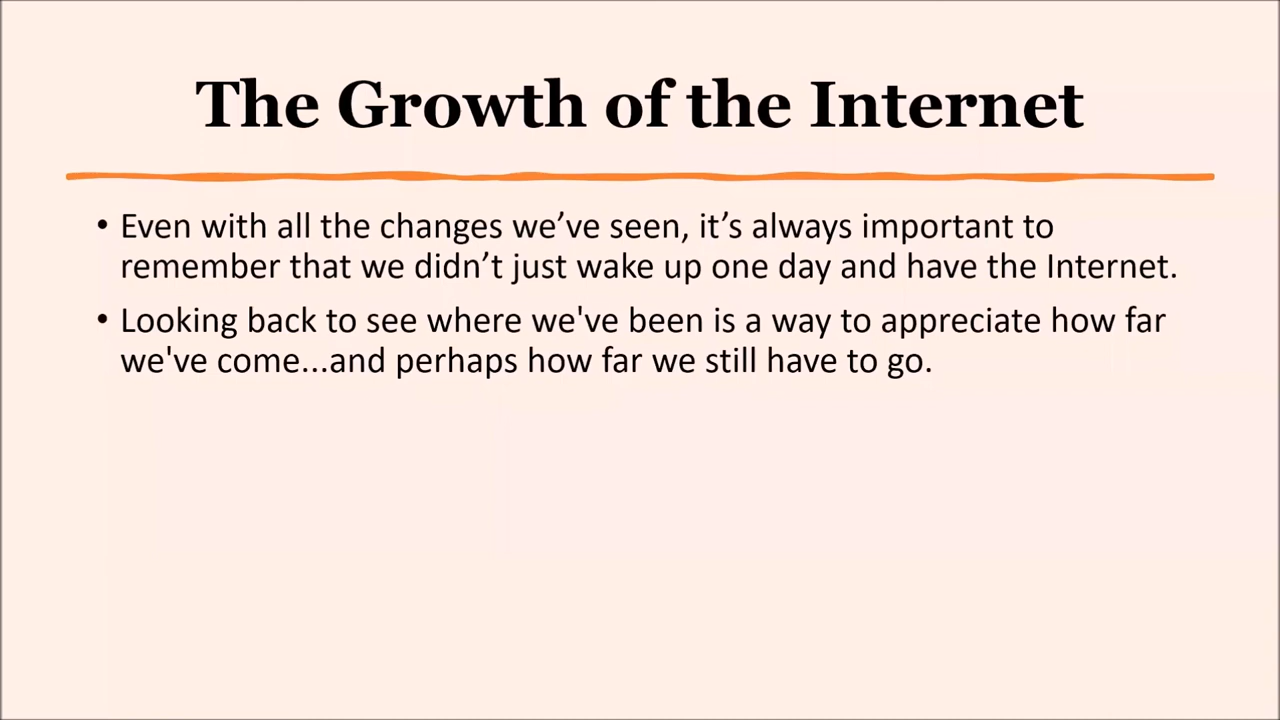 The Growth of the Internet
• Even with all the changes we’ve seen, it’s always important to
remember that we didn’t just wake up one day and have the Internet.
• Looking back to see where we've been is a way to appreciate how far
we've come...and perhaps how far we still have to go.